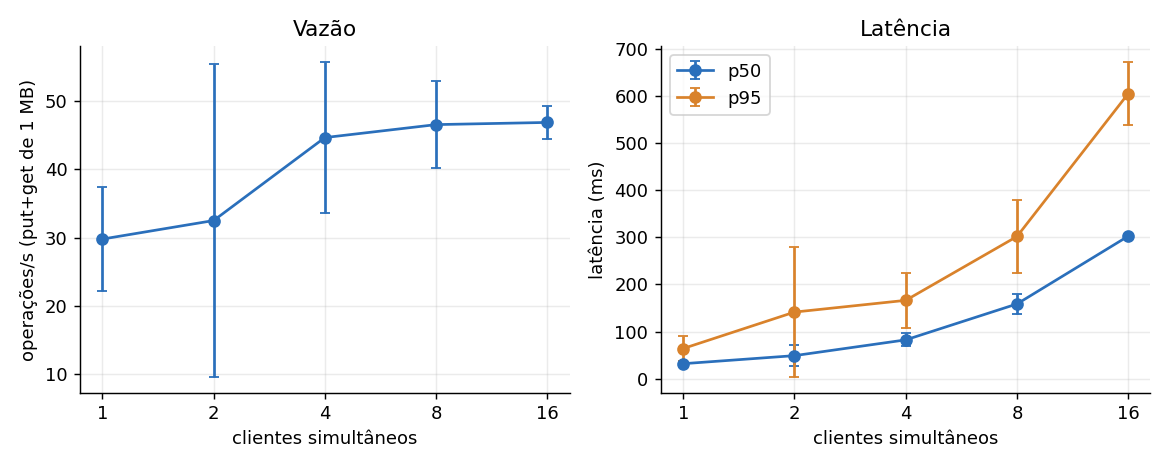 Vazão
operações/s (put+get de 1 MB)
50
40
30
20
10
1 2 4 8 16
clientes simultâneos
Latência
p50
p95
latência (ms)
700
600
500
400
300
200
100
0
1 2 4 8 16
clientes simultâneos